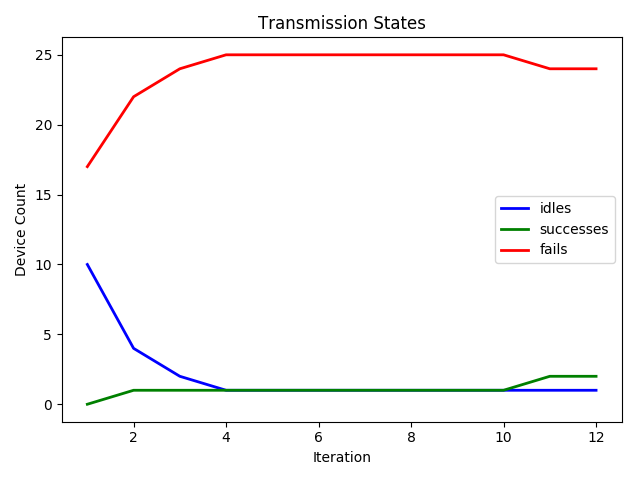 Transmission States
Device Count
25
20
15
10
5
0
idles
successes
fails
2 4 6 8 10 12
Iteration